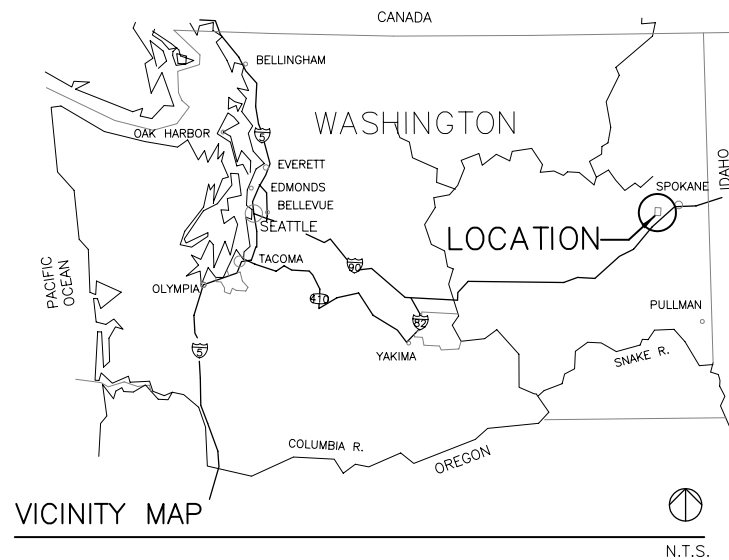 CANADA
BELLINGHAM
WASHINGTON
OAK HARBOR
5
EVERETT
IDAHO
EDMONDS
SPOKANE
BELLEVUE
SEATTLE
LOCATION
TACOMA
90
PACIFIC
OCEAN
OLYMPIA
410
PULLMAN
82
5
YAKIMA
SNAKE R.
COLUMBIA R.
OREGON
VICINITY MAP
N.T.S.